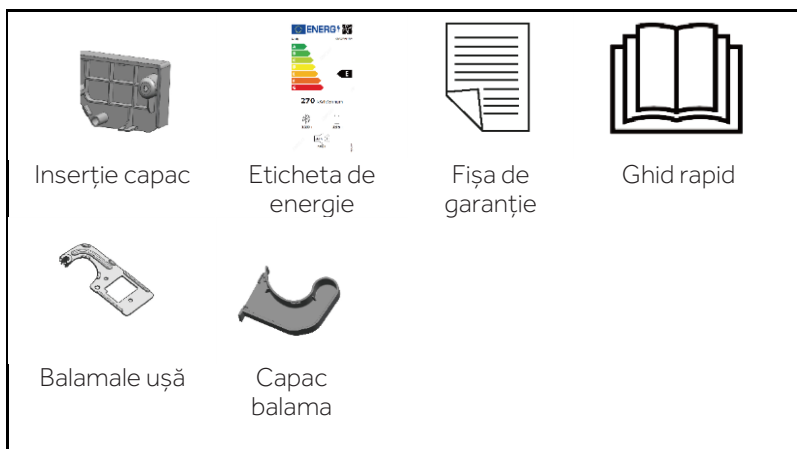 ENERG
E
270
Inserție capac
Eticheta de
energie
Fișa de
garanție
Ghid rapid
Balamale ușă
Capac
balama